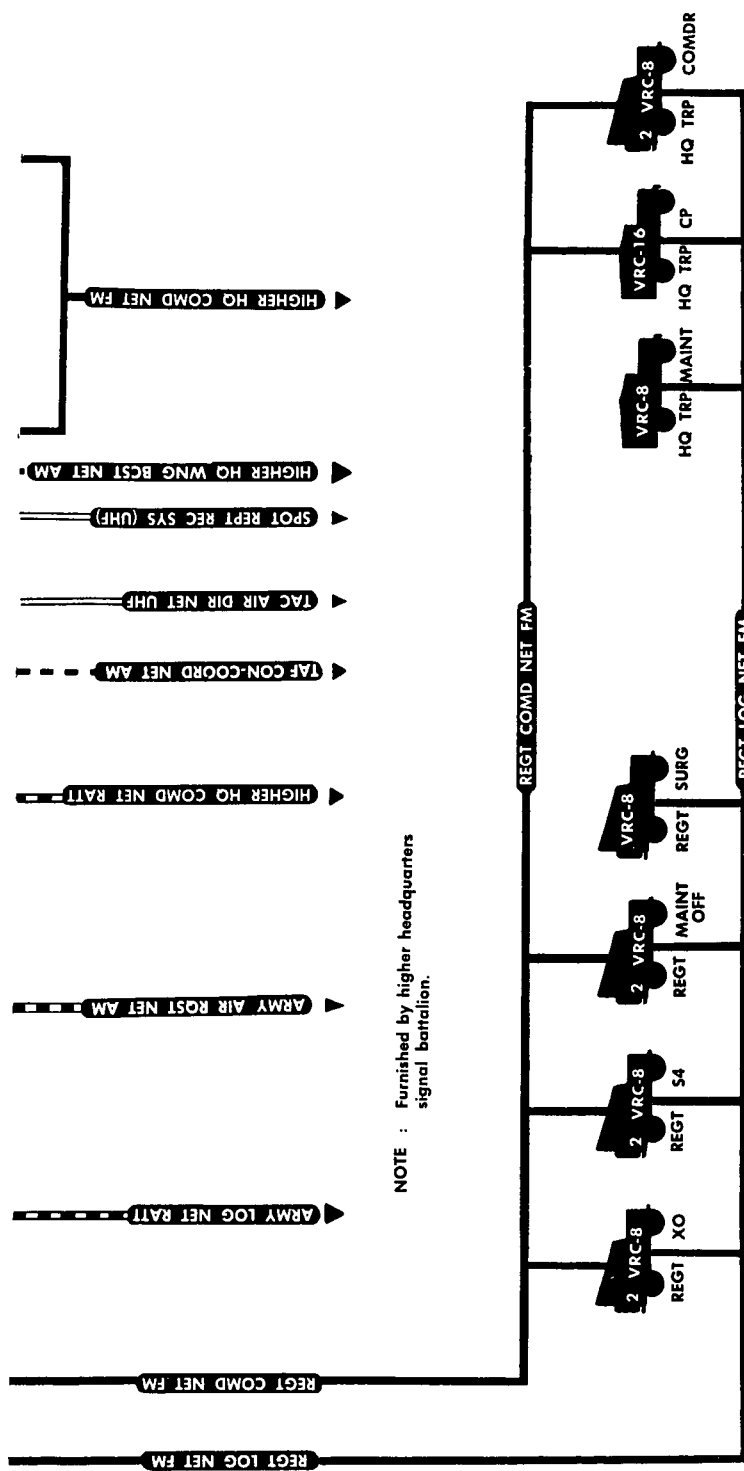 REGT LOG NET FM
REGT COMD NET FM
ARMY LOG NET RATT
ARMY AIR RQST NET AM
HIGHER HQ COMD NET RATT
TAF CON-COORD NET AM
TAC AIR DIR NET UHF
SPOT REPT REC SYS (UHF)
HIGHER HQ WNG BCST NET AM
HIGHER HQ COMD NET FM
NOTE : Furnished by higher headquarters
signal battalion.
REGT COMD NET FM
2 VRC-8
REGT XO
2 VRC-8
REGT S4
2 VRC-8
REGT MAINT
OFF
VRC-8
REGT SURG
VRC-8
HQ TRP MAINT
VRC-16
HQ TRP CP
2 VRC-8
HQ TRP COMDR
REGT LOG NET FM